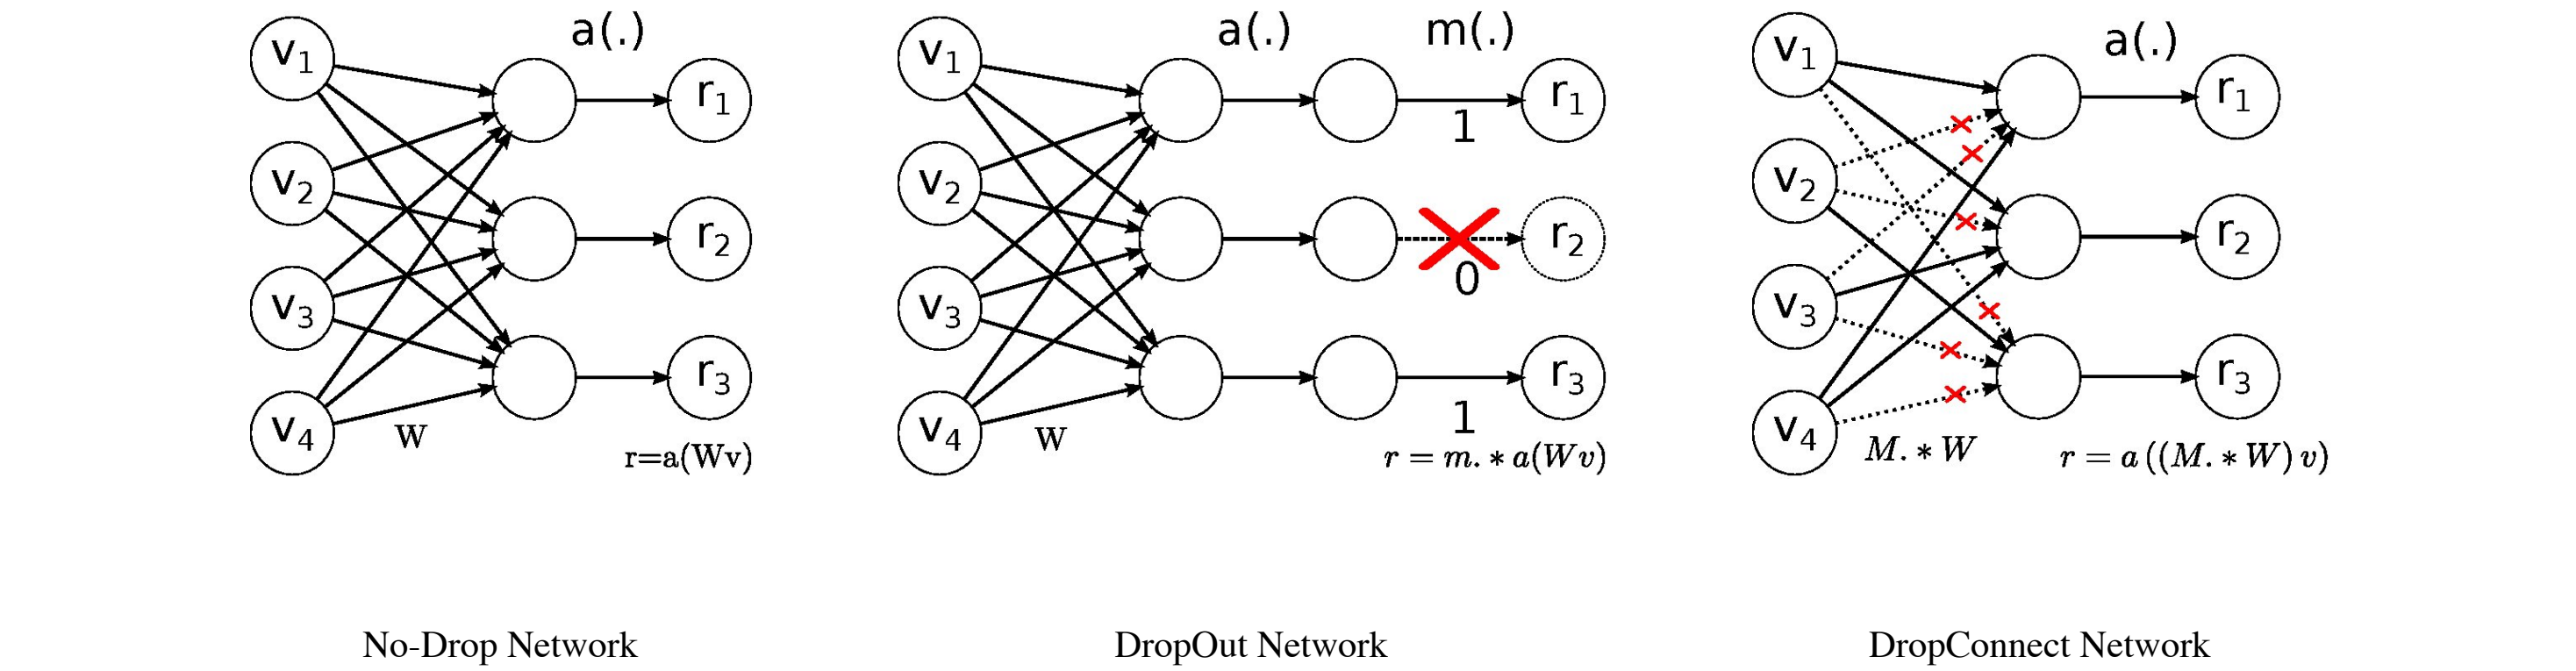 a(.)
v1
v2
v3
v4
r1
r2
r3
W
r=a(Wv)
No-Drop Network
a(.) m(.)
v1
v2
v3
v4
1
0
1
r1
r2
r3
W
r = m. * a(Wv)
DropOut Network
a(.)
v1
v2
v3
v4
r1
r2
r3
M. * W
r = a ((M. * W) v)
DropConnect Network